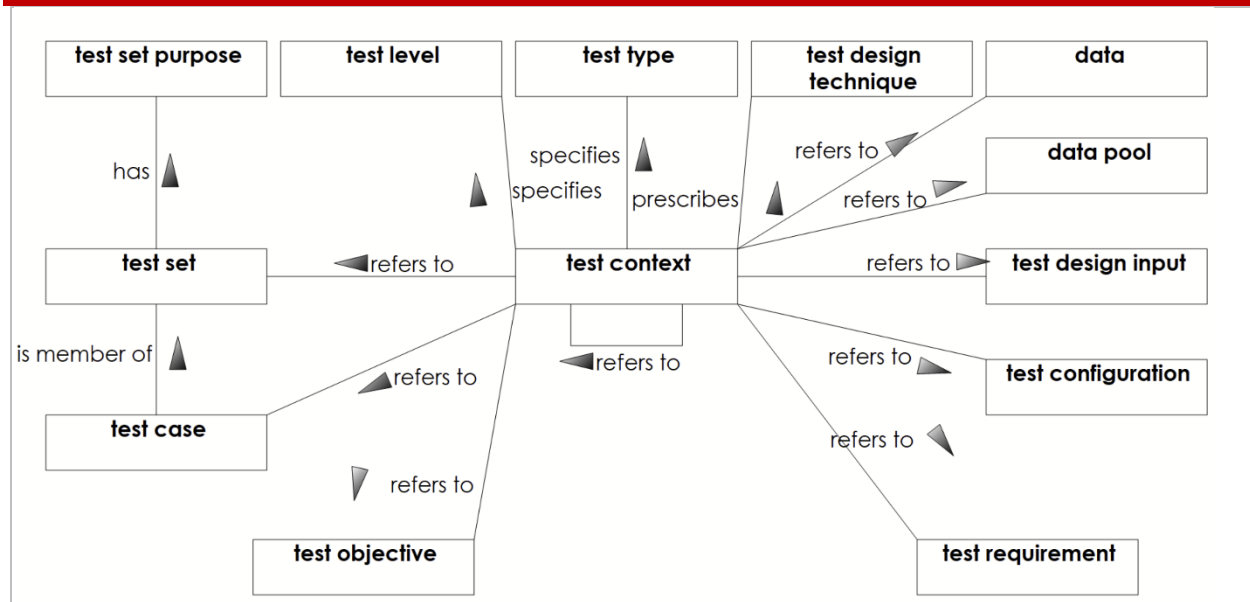 test set purpose
test level
test type
test design
technique
data
data pool
refers to
specifies
has
specifies
prescribes
refers to
test set
refers to
test context
refers to
test design input
is member of
refers to
refers to
refers to
test configuration
test case
refers to
refers to
test objective
test requirement